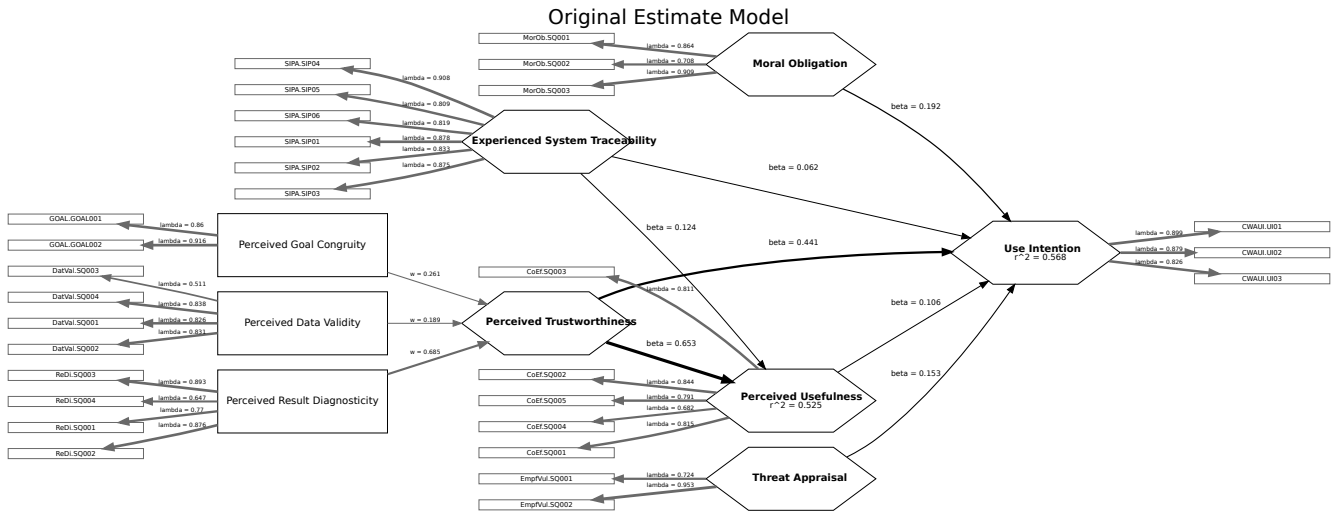 Original Estimate Model
MorOb.SQ001
lambda = 0.864
MorOb.SQ002
lambda = 0.708
Moral Obligation
MorOb.SQ003
lambda = 0.909
SIPA.SIP04
lambda = 0.908
SIPA.SIP05
lambda = 0.809
SIPA.SIP06
lambda = 0.819
SIPA.SIP01
lambda = 0.878
Experienced System Traceability
SIPA.SIP02
lambda = 0.833
SIPA.SIP03
lambda = 0.875
beta = 0.192
beta = 0.062
beta = 0.124
beta = 0.441
GOAL.GOAL001
lambda = 0.86
GOAL.GOAL002
lambda = 0.916
Perceived Goal Congruity
w = 0.261
Use Intention
r^2 = 0.568
lambda = 0.899
CWAUI.UI01
lambda = 0.879
CWAUI.UI02
lambda = 0.826
CWAUI.UI03
DatVal.SQ003
lambda = 0.511
DatVal.SQ004
lambda = 0.838
DatVal.SQ001
lambda = 0.826
DatVal.SQ002
lambda = 0.831
Perceived Data Validity
w = 0.189
Perceived Trustworthiness
CoEf.SQ003
lambda = 0.811
beta = 0.106
beta = 0.653
w = 0.685
beta = 0.153
ReDi.SQ003
lambda = 0.893
ReDi.SQ004
lambda = 0.647
ReDi.SQ001
lambda = 0.77
ReDi.SQ002
lambda = 0.876
Perceived Result Diagnosticity
CoEf.SQ002
lambda = 0.844
CoEf.SQ005
lambda = 0.791
CoEf.SQ004
lambda = 0.682
CoEf.SQ001
lambda = 0.815
Perceived Usefulness
r^2 = 0.525
EmpfVul.SQ001
lambda = 0.724
EmpfVul.SQ002
lambda = 0.953
Threat Appraisal